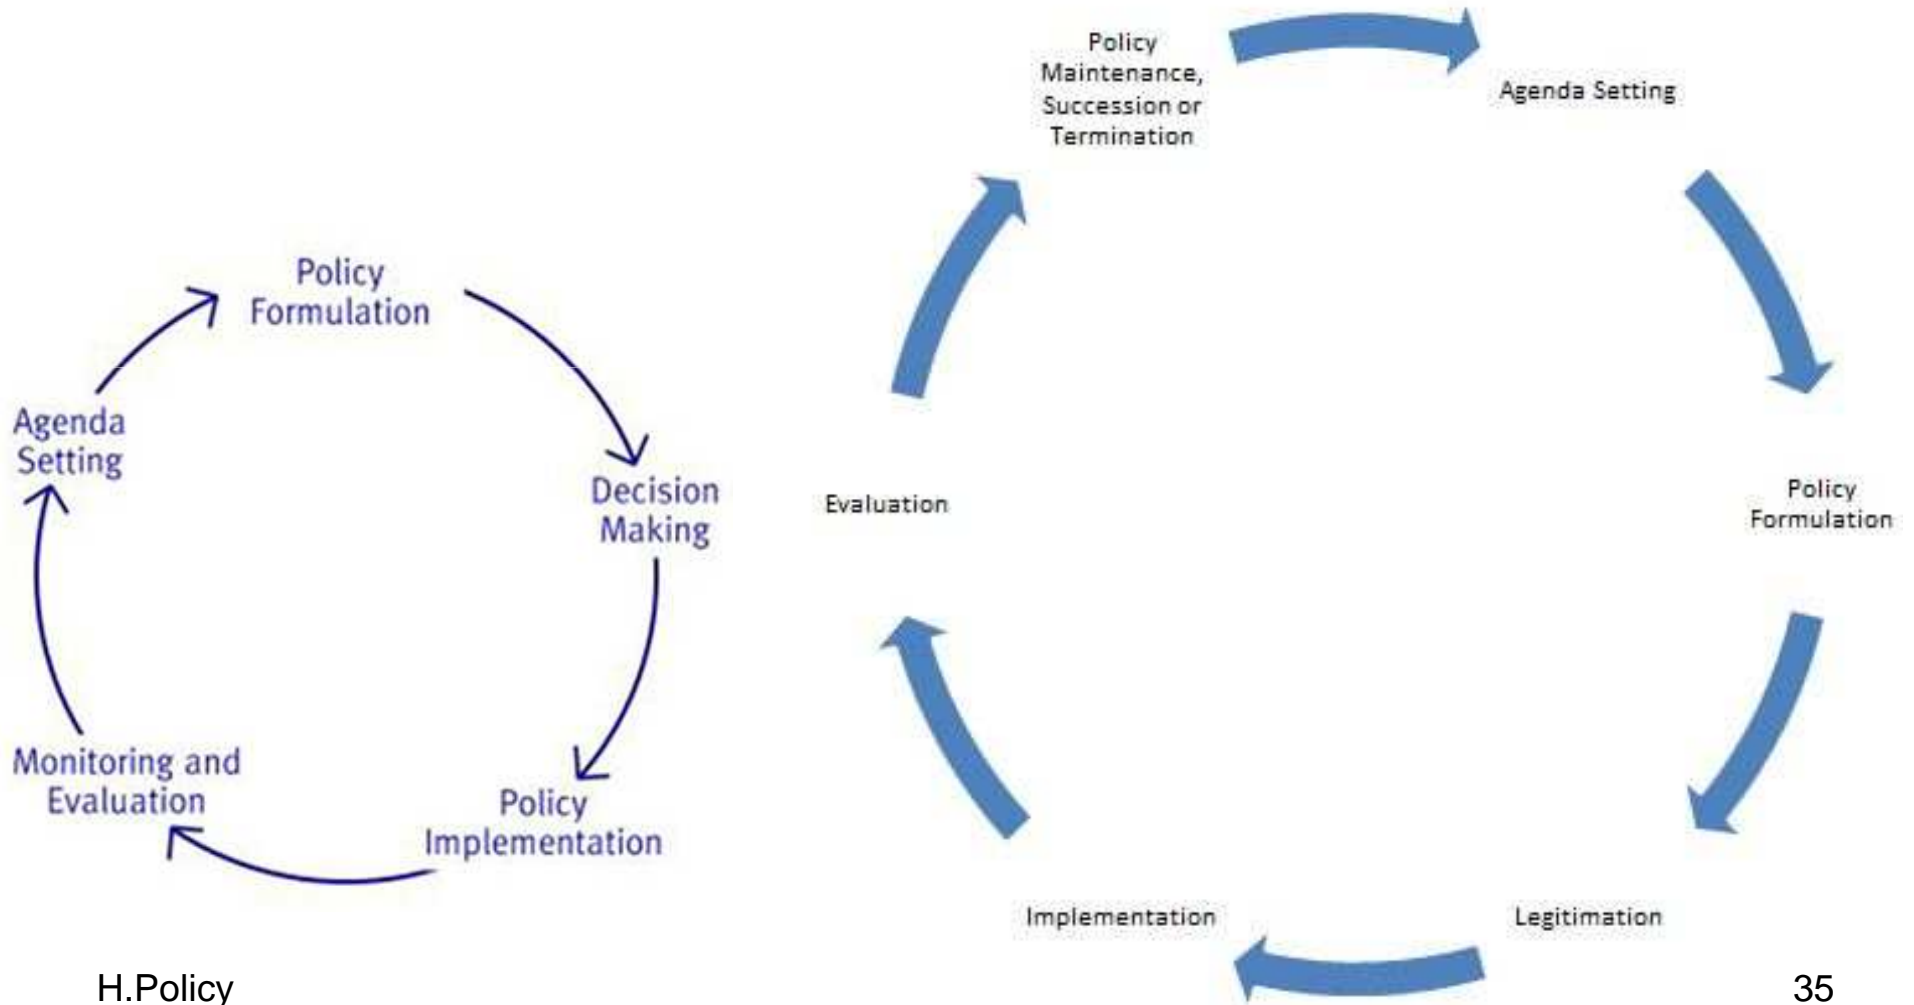 Policy
Formulation
Decision
Making
Policy
Implementation
Monitoring and
Evaluation
Agenda
Setting
Policy
Maintenance,
Succession or
Termination
Agenda Setting
Policy
Formulation
Legitimation
Implementation
Evaluation
H.Policy
35